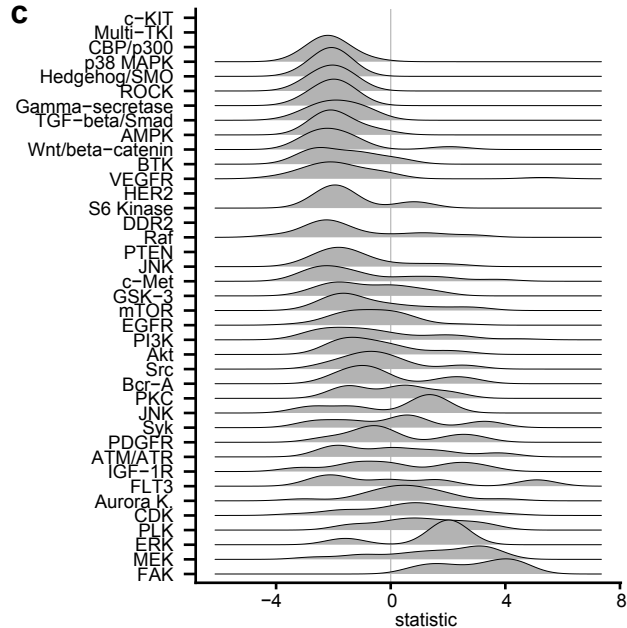 c
c−KIT
Multi−TKI
CBP/p300
p38 MAPK
Hedgehog/SMO
ROCK
Gamma−secretase
TGF−beta/Smad
AMPK
Wnt/beta−catenin
BTK
VEGFR
HER2
S6 Kinase
DDR2
Raf
PTEN
JNK
c−Met
GSK−3
mTOR
EGFR
PI3K
Akt
Src
Bcr−A
PKC
JNK
Syk
PDGFR
ATM/ATR
IGF−1R
FLT3
Aurora K.
CDK
PLK
ERK
MEK
FAK
−4 0 4 8
statistic